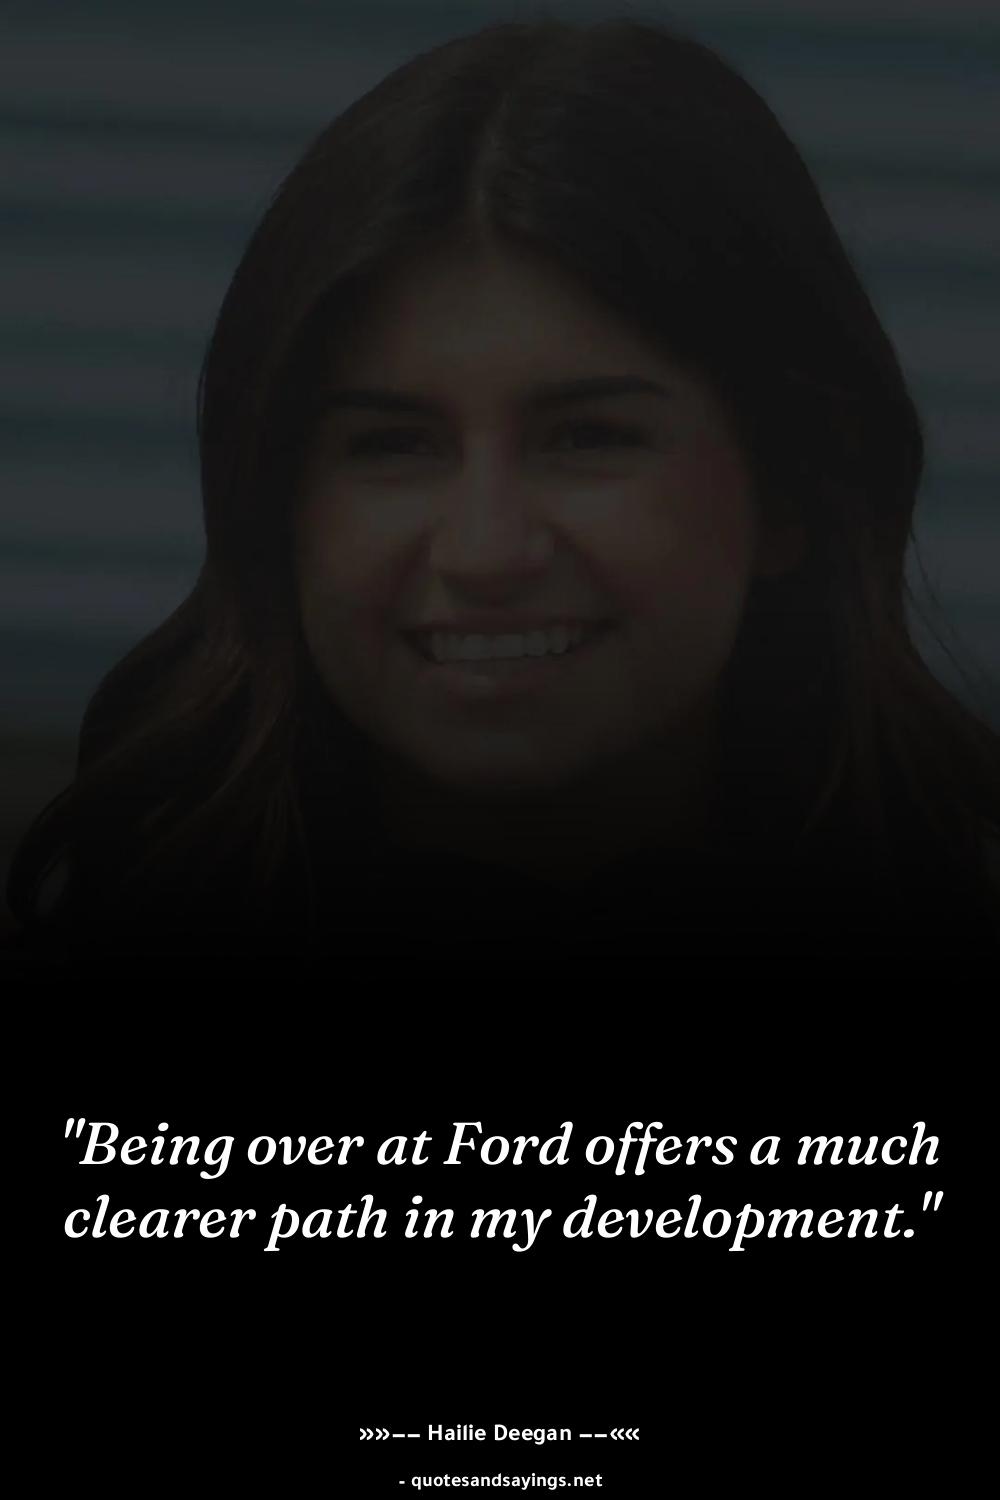 "Being over at Ford offers a much
clearer path in my development."
»»−− Hailie Deegan −−««
- quotesandsayings.net